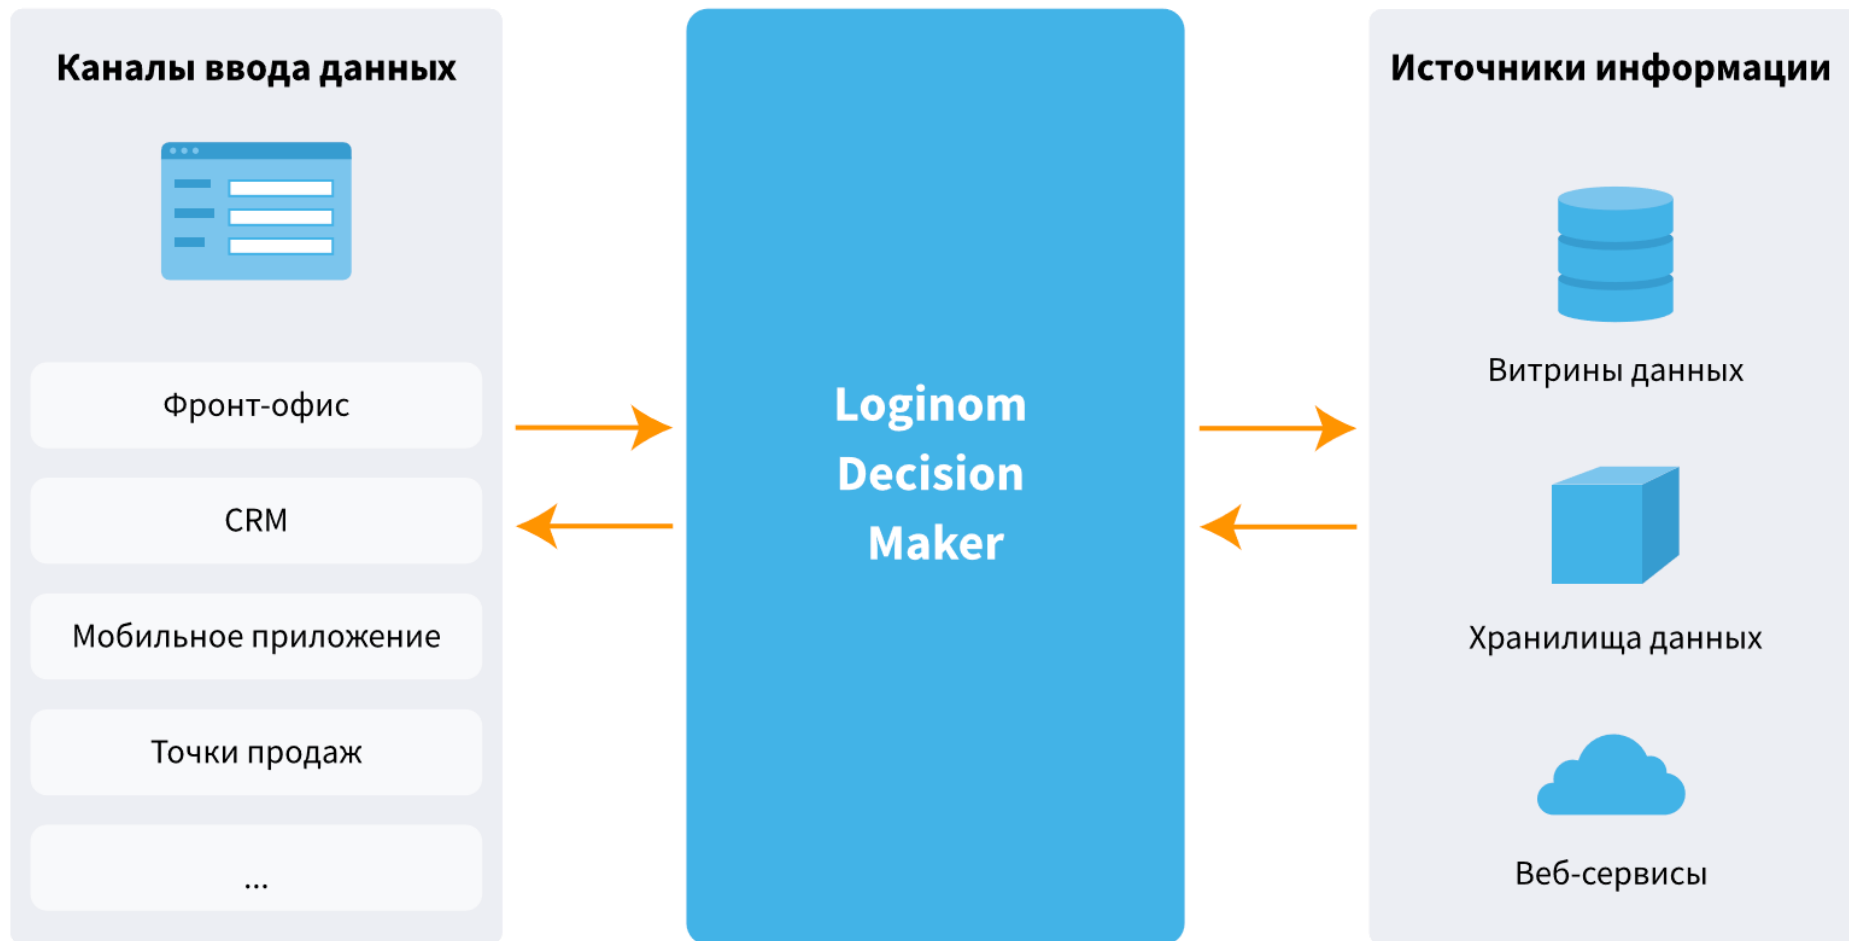 Каналы ввода данных
Фронт-офис
CRM
Мобильное приложение
Точки продаж
...
Loginom
Decision
Maker
Источники информации
Витрины данных
Хранилища данных
Веб-сервисы